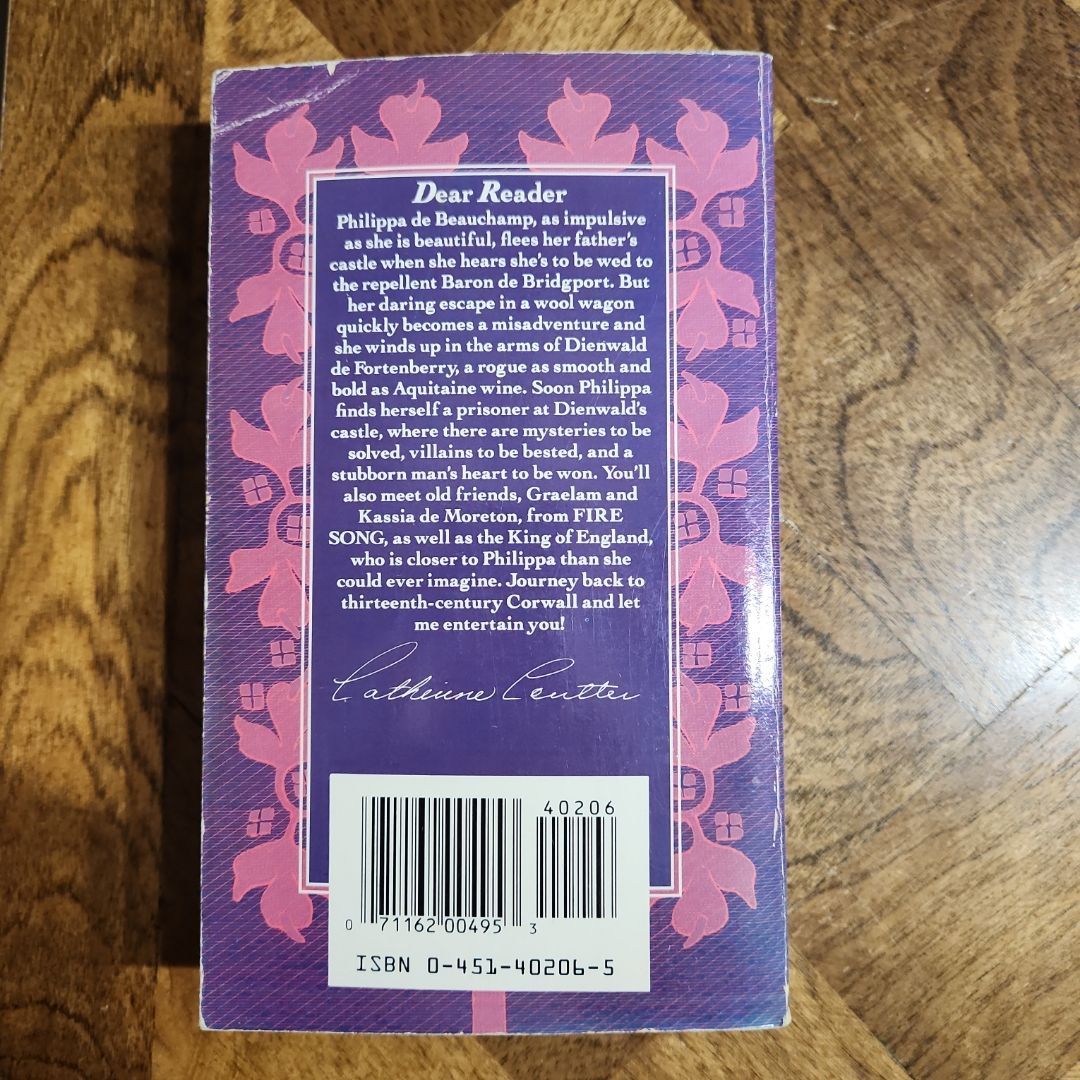 Dear Reader
Philippa de Beauchamp, as impulsive
as she is beautiful, flees her father's
castle when she hears she's to be wed to
the repellent Baron de Bridgport. But
her daring escape in a wool wagon
quickly becomes a misadventure and
she winds up in the arms of Dienwald
de Fortenberry, a rogue as smooth and
bold as Aquitaine wine. Soon Philippa
finds herself a prisoner at Dienwald's
castle, where there are mysteries to be
solved, villains to be bested, and a
stubborn man's heart to be won. You'll
also meet old friends, Graelam and
Kassia de Moreton, from FIRE
SONG, as well as the King of England,
who is closer to Philippa than she
could ever imagine. Journey back to
thirteenth-century Corwall and let
me entertain you!
Catherine Coulter
40206
0 71162 00495 3
ISBN 0-451-40206-5